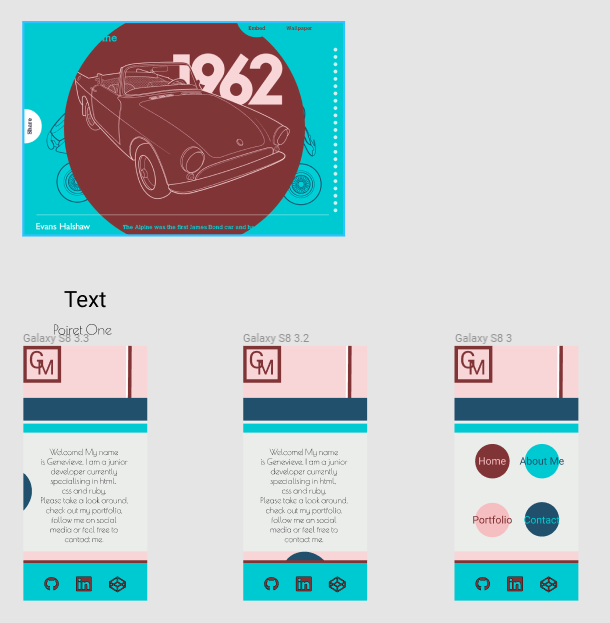 Embed
Wallpaper
1962
Share
Evans Halshaw
The Alpine was the first James Bond car and
Text
Poiret One
Galaxy S8 3.3
GM
Welcome! My name
is Genevieve, I am a junior
developer currently
specialising in html,
css and ruby.
Please take a look around,
check out my portfolio,
follow me on social
media or feel free to
contact me.
in
Galaxy S8 3.2
GM
Welcome! My name
is Genevieve, I am a junior
developer currently
specialising in html,
css and ruby.
Please take a look around,
check out my portfolio,
follow me on social
media or feel free to
contact me.
in
Galaxy S8 3
GM
Home
About Me
Portfolio
Contact
in